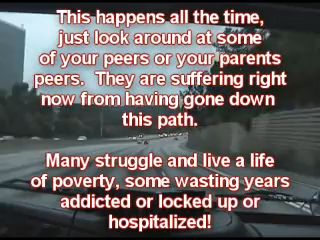 This happens all the time,
just look around at some
of your peers or your parents
peers.  They are suffering right
now from having gone down
this path.
Many struggle and live a life
of poverty, some wasting years
addicted or locked up or
hospitalized!